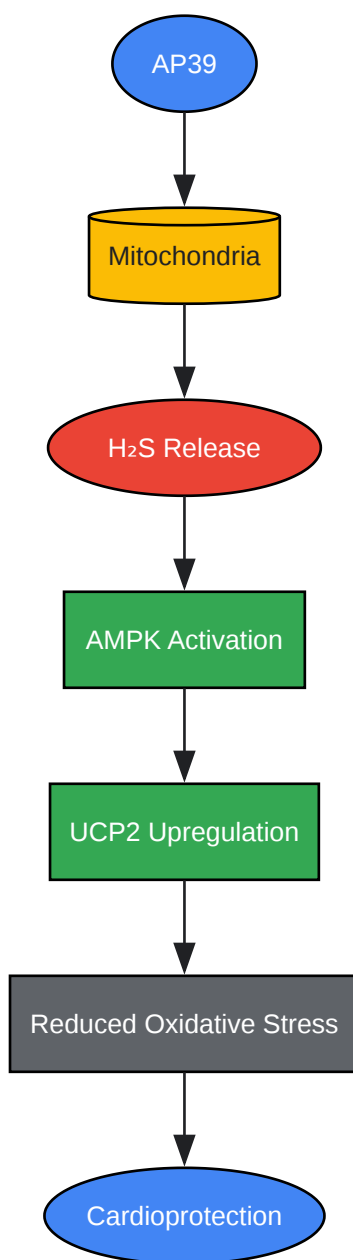 AP39
Mitochondria
H₂S Release
AMPK Activation
UCP2 Upregulation
Reduced Oxidative Stress
Cardioprotection